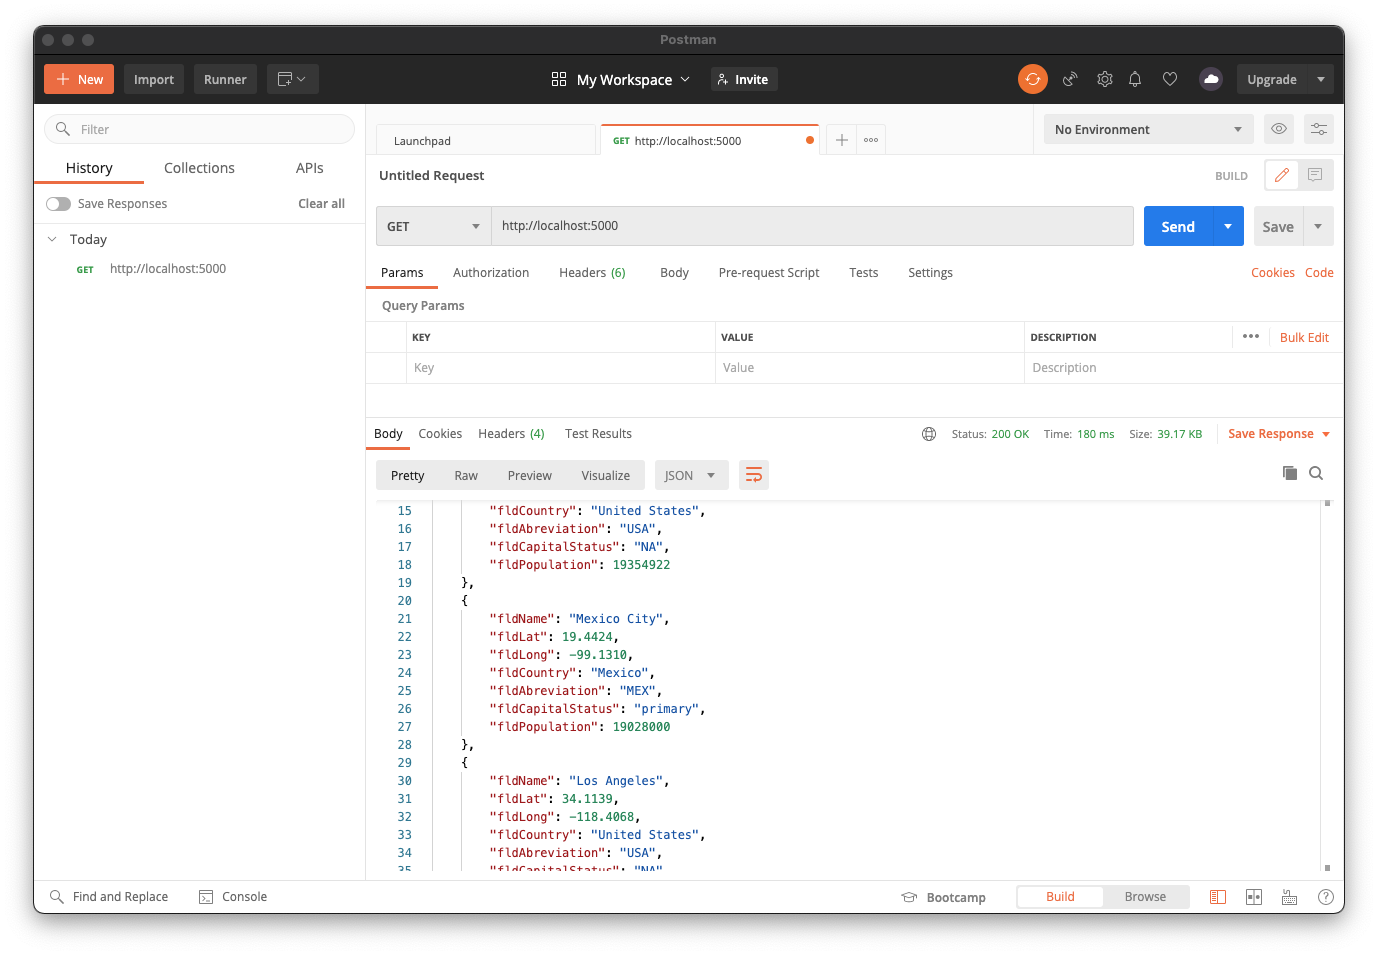 Postman
New
Import
Runner
My Workspace
Invite
Upgrade
Filter
History
Collections
APIs
Save Responses
Clear all
Today
GET http://localhost:5000
Launchpad
GET http://localhost:5000
No Environment
Untitled Request
BUILD
GET
http://localhost:5000
Send
Save
Params
Authorization
Headers (6)
Body
Pre-request Script
Tests
Settings
Cookies
Code
Query Params
KEY
VALUE
DESCRIPTION
Bulk Edit
Key
Value
Description
Body
Cookies
Headers (4)
Test Results
Status: 200 OK
Time: 180 ms
Size: 39.17 KB
Save Response
Pretty
Raw
Preview
Visualize
JSON
15 "fldCountry": "United States",
16 "fldAbreviation": "USA",
17 "fldCapitalStatus": "NA",
18 "fldPopulation": 19354922
19 },
20 {
21 "fldName": "Mexico City",
22 "fldLat": 19.4424,
23 "fldLong": -99.1310,
24 "fldCountry": "Mexico",
25 "fldAbreviation": "MEX",
26 "fldCapitalStatus": "primary",
27 "fldPopulation": 19028000
28 },
29 {
30 "fldName": "Los Angeles",
31 "fldLat": 34.1139,
32 "fldLong": -118.4068,
33 "fldCountry": "United States",
34 "fldAbreviation": "USA",
35 "fldCapitalStatus": "NA"
Find and Replace
Console
Bootcamp
Build
Browse